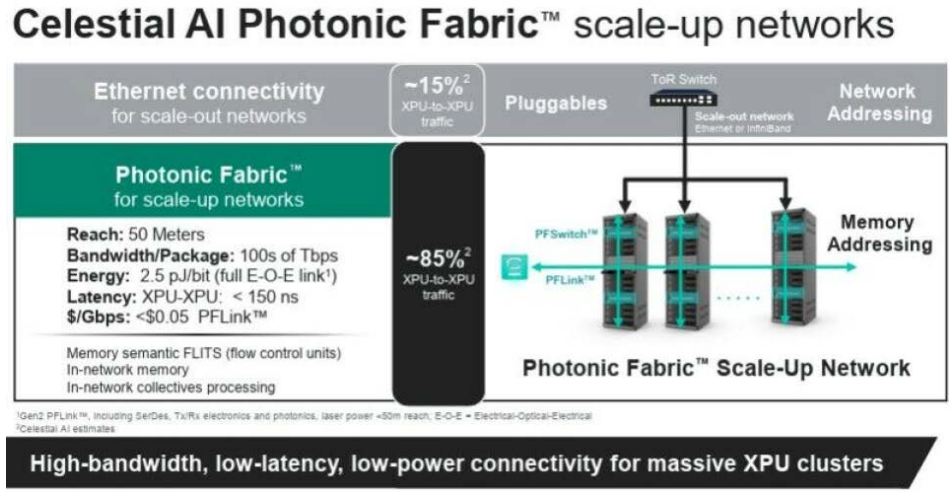 Celestial AI Photonic Fabric™ scale-up networks
Ethernet connectivity
for scale-out networks
~15%²
XPU-to-XPU
traffic
Pluggables
ToR Switch
Scale-out network
Ethernet or InfiniBand
Network
Addressing
Photonic Fabric™
for scale-up networks
Reach: 50 Meters
Bandwidth/Package: 100s of Tbps
Energy: 2.5 pJ/bit (full E-O-E link¹)
Latency: XPU-XPU: < 150 ns
$/Gbps: <$0.05 PFLink™
Memory semantic FLITS (flow control units)
In-network memory
In-network collectives processing
~85%²
XPU-to-XPU
traffic
PFSwitch™
PFLink™
Memory
Addressing
Photonic Fabric™ Scale-Up Network
¹Gen2 PFLink™, including SerDes, Tx/Rx electronics and photonics, laser power <50m reach; E-O-E = Electrical-Optical-Electrical
²Celestial AI estimates
High-bandwidth, low-latency, low-power connectivity for massive XPU clusters